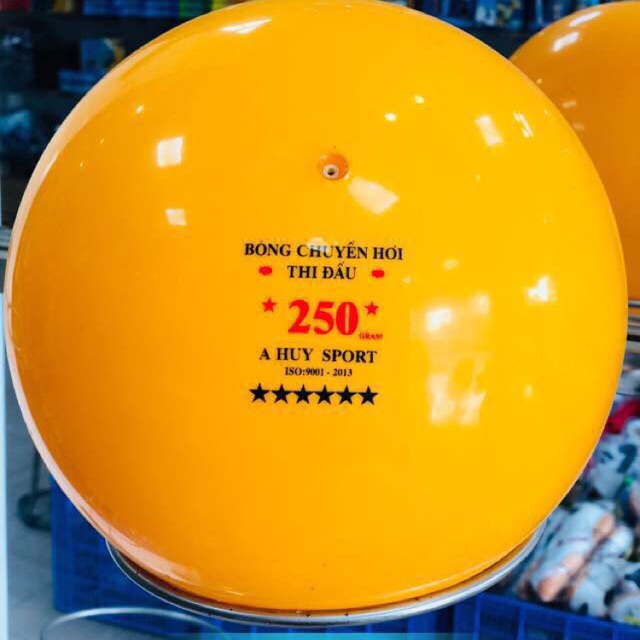 BÓNG CHUYỀN HƠI
THI ĐẤU
★ 250 ★
GRAM
A HUY SPORT
ISO:9001 - 2013
★★★★★★